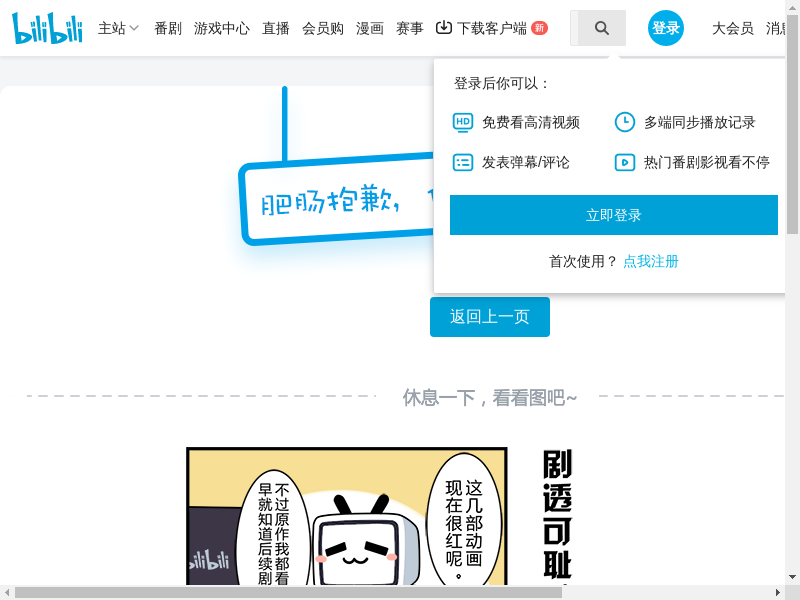 bilibili
主站 番剧 游戏中心 直播 会员购 漫画 赛事 下载客户端 新 登录 大会员
登录后你可以：
免费看高清视频 多端同步播放记录
发表弹幕/评论 热门番剧影视看不停
立即登录
首次使用？ 点我注册
肥肠抱歉，
返回上一页
休息一下，看看图吧~
剧透可耻
这几部动画
现在很红呢。
不过原作我都看
早就知道后续剧
bilibili